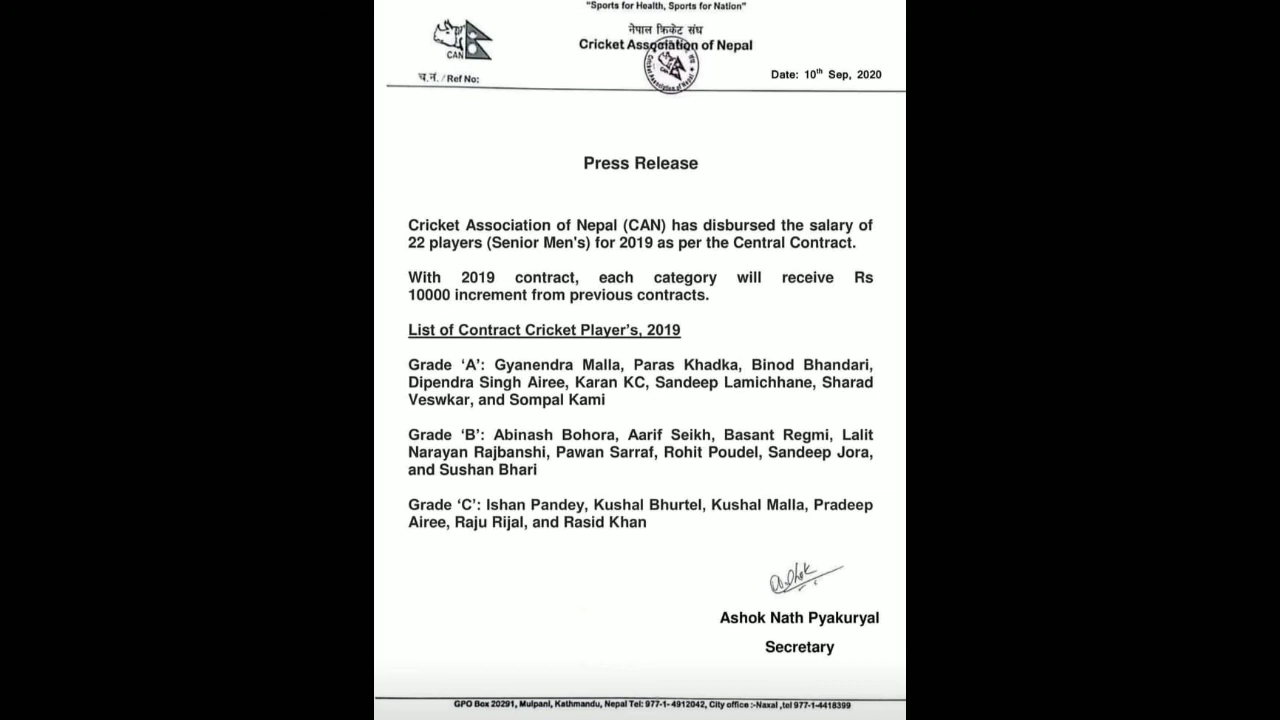 "Sports for Health, Sports for Nation"
नेपाल क्रिकेट संघ
Cricket Association of Nepal
CAN
च.नं. / Ref No:
Date: 10th Sep, 2020
Press Release
Cricket Association of Nepal (CAN) has disbursed the salary of
22 players (Senior Men's) for 2019 as per the Central Contract.
With 2019 contract, each category will receive Rs
10000 increment from previous contracts.
List of Contract Cricket Player's, 2019
Grade ‘A’: Gyanendra Malla, Paras Khadka, Binod Bhandari,
Dipendra Singh Airee, Karan KC, Sandeep Lamichhane, Sharad
Veswkar, and Sompal Kami
Grade ‘B’: Abinash Bohora, Aarif Seikh, Basant Regmi, Lalit
Narayan Rajbanshi, Pawan Sarraf, Rohit Poudel, Sandeep Jora,
and Sushan Bhari
Grade ‘C’: Ishan Pandey, Kushal Bhurtel, Kushal Malla, Pradeep
Airee, Raju Rijal, and Rasid Khan
Ashok
Ashok Nath Pyakuryal
Secretary
GPO Box 20291, Mulpani, Kathmandu, Nepal Tel: 977-1- 4912042, City office :-Naxal ,tel 977-1-4418399